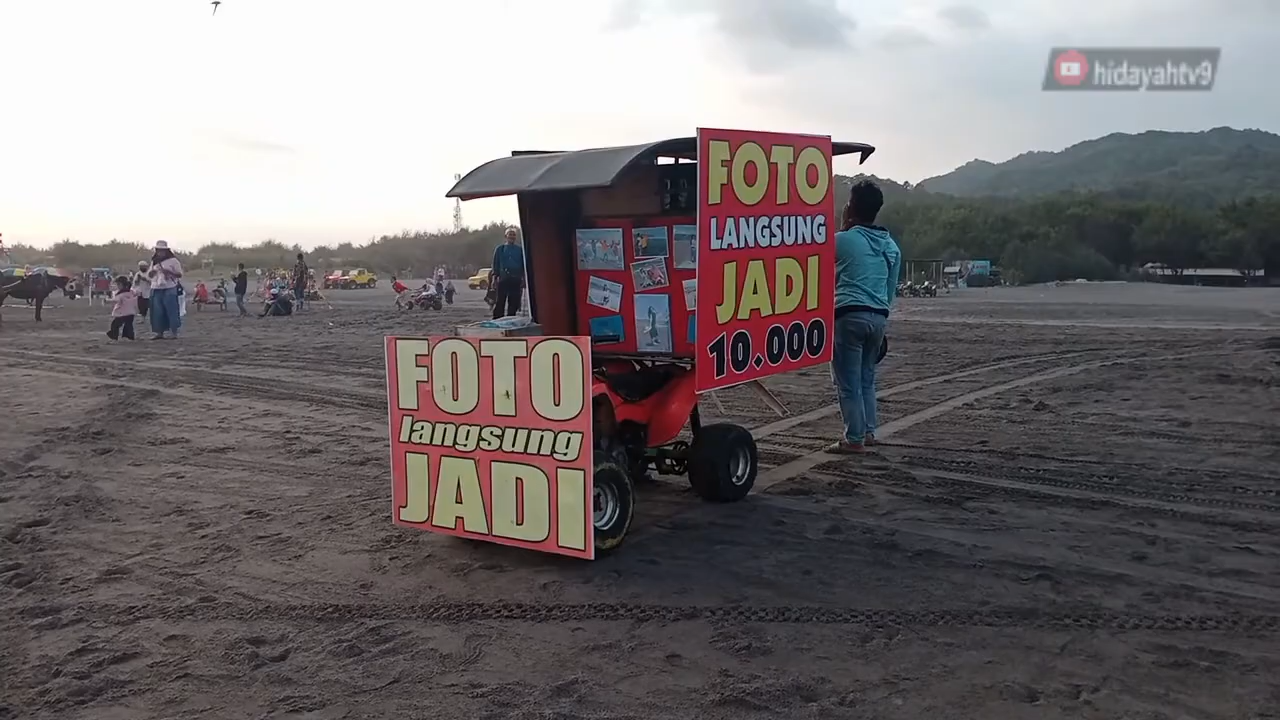 hidayahtv9
FOTO
LANGSUNG
JADI
10.000
FOTO
langsung
JADI